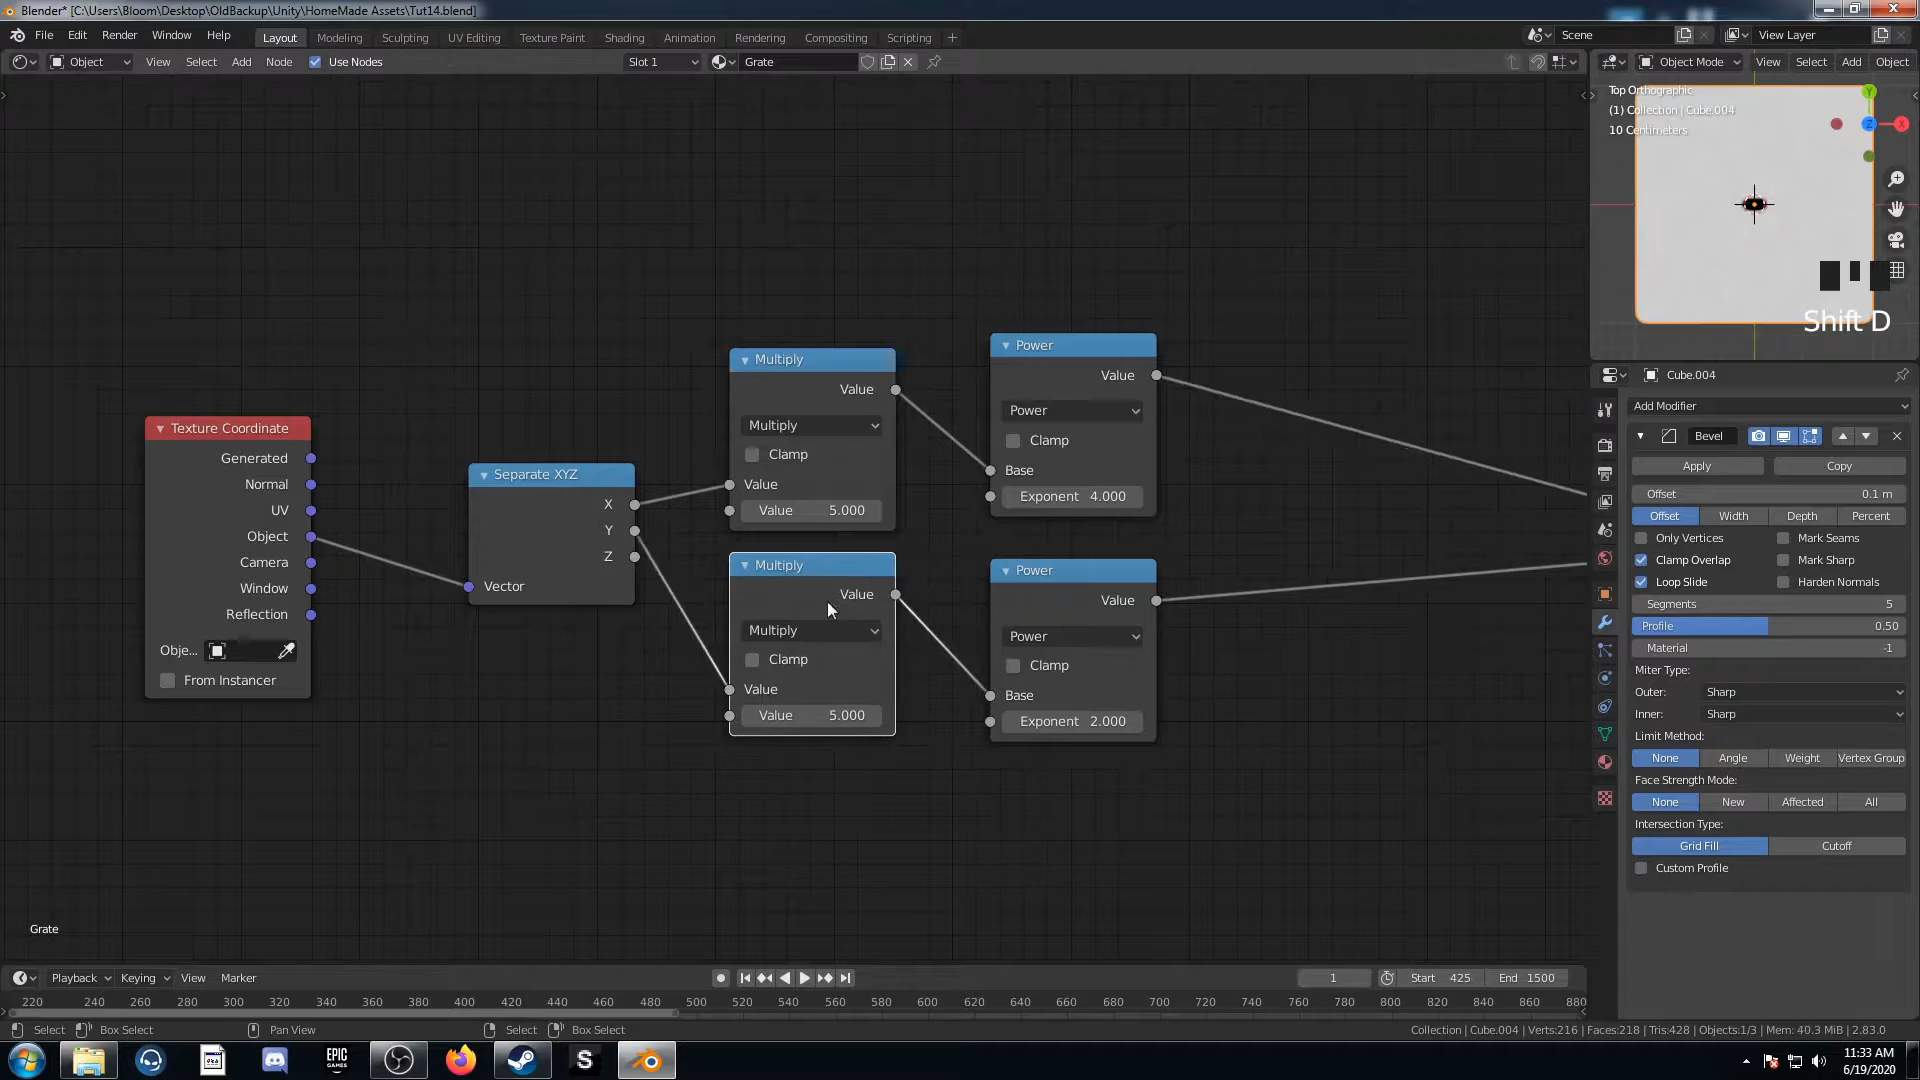 Blender* [C:\Users\Bloom\Desktop\OldBackup\Unity\HomeMade Assets\Tut14.blend]
File Edit Render Window Help
Layout Modeling Sculpting UV Editing Texture Paint Shading Animation Rendering Compositing Scripting +
Scene
View Layer
Object View Select Add Node Use Nodes Slot 1 Grate
Object Mode View Select Add Object
Top Orthographic
(1) Collection | Cube.004
10 Centimeters
Y
Z
X
Shift D
Texture Coordinate
Generated
Normal
UV
Object
Camera
Window
Reflection
Obje...
From Instancer
Separate XYZ
X
Y
Z
Vector
Multiply
Value
Multiply
Clamp
Value
Value 5.000
Multiply
Value
Multiply
Clamp
Value
Value 5.000
Power
Value
Power
Clamp
Base
Exponent 4.000
Power
Value
Power
Clamp
Base
Exponent 2.000
Grate
Cube.004
Add Modifier
Bevel
Apply Copy
Offset 0.1 m
Offset Width Depth Percent
Only Vertices Mark Seams
Clamp Overlap Mark Sharp
Loop Slide Harden Normals
Segments 5
Profile 0.50
Material -1
Miter Type:
Outer: Sharp
Inner: Sharp
Limit Method:
None Angle Weight Vertex Group
Face Strength Mode:
None New Affected All
Intersection Type:
Grid Fill Cutoff
Custom Profile
Playback Keying View Marker
1 Start 425 End 1500
220 240 260 280 300 320 340 360 380 400 420 440 460 480 500 520 540 560 580 600 620 640 660 680 700 720 740 760 780 800 820 840 860 880
Select Box Select Pan View Select Box Select
Collection | Cube.004 | Verts:216 | Faces:218 | Tris:428 | Objects:1/3 | Mem: 40.3 MiB | 2.83.0
EPIC
GAMES
S
11:33 AM
6/19/2020